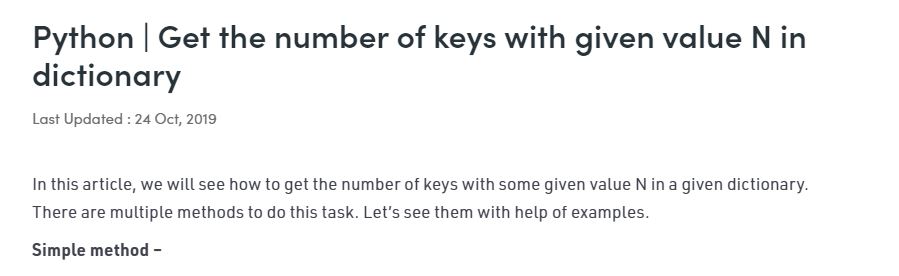 Python | Get the number of keys with given value N in
dictionary
Last Updated : 24 Oct, 2019
In this article, we will see how to get the number of keys with some given value N in a given dictionary.
There are multiple methods to do this task. Let's see them with help of examples.
Simple method –